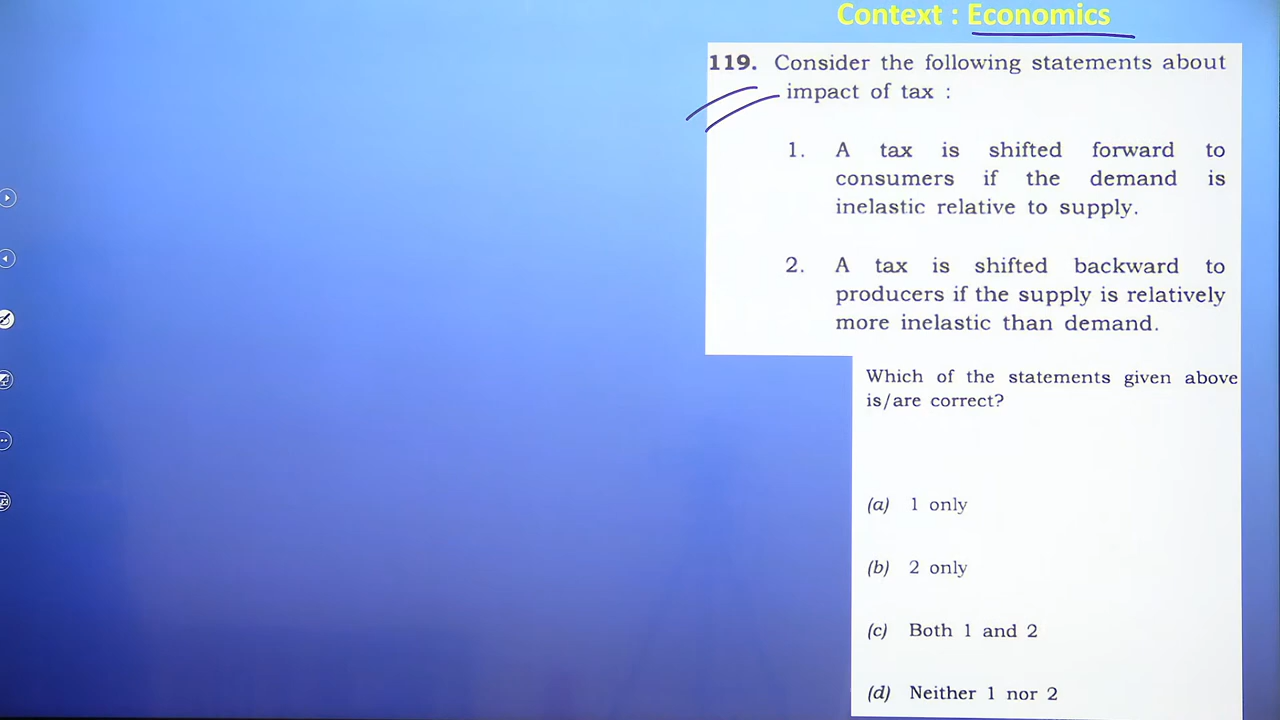 Context : Economics
119. Consider the following statements about
impact of tax :
1. A tax is shifted forward to
consumers if the demand is
inelastic relative to supply.
2. A tax is shifted backward to
producers if the supply is relatively
more inelastic than demand.
Which of the statements given above
is/are correct?
(a) 1 only
(b) 2 only
(c) Both 1 and 2
(d) Neither 1 nor 2